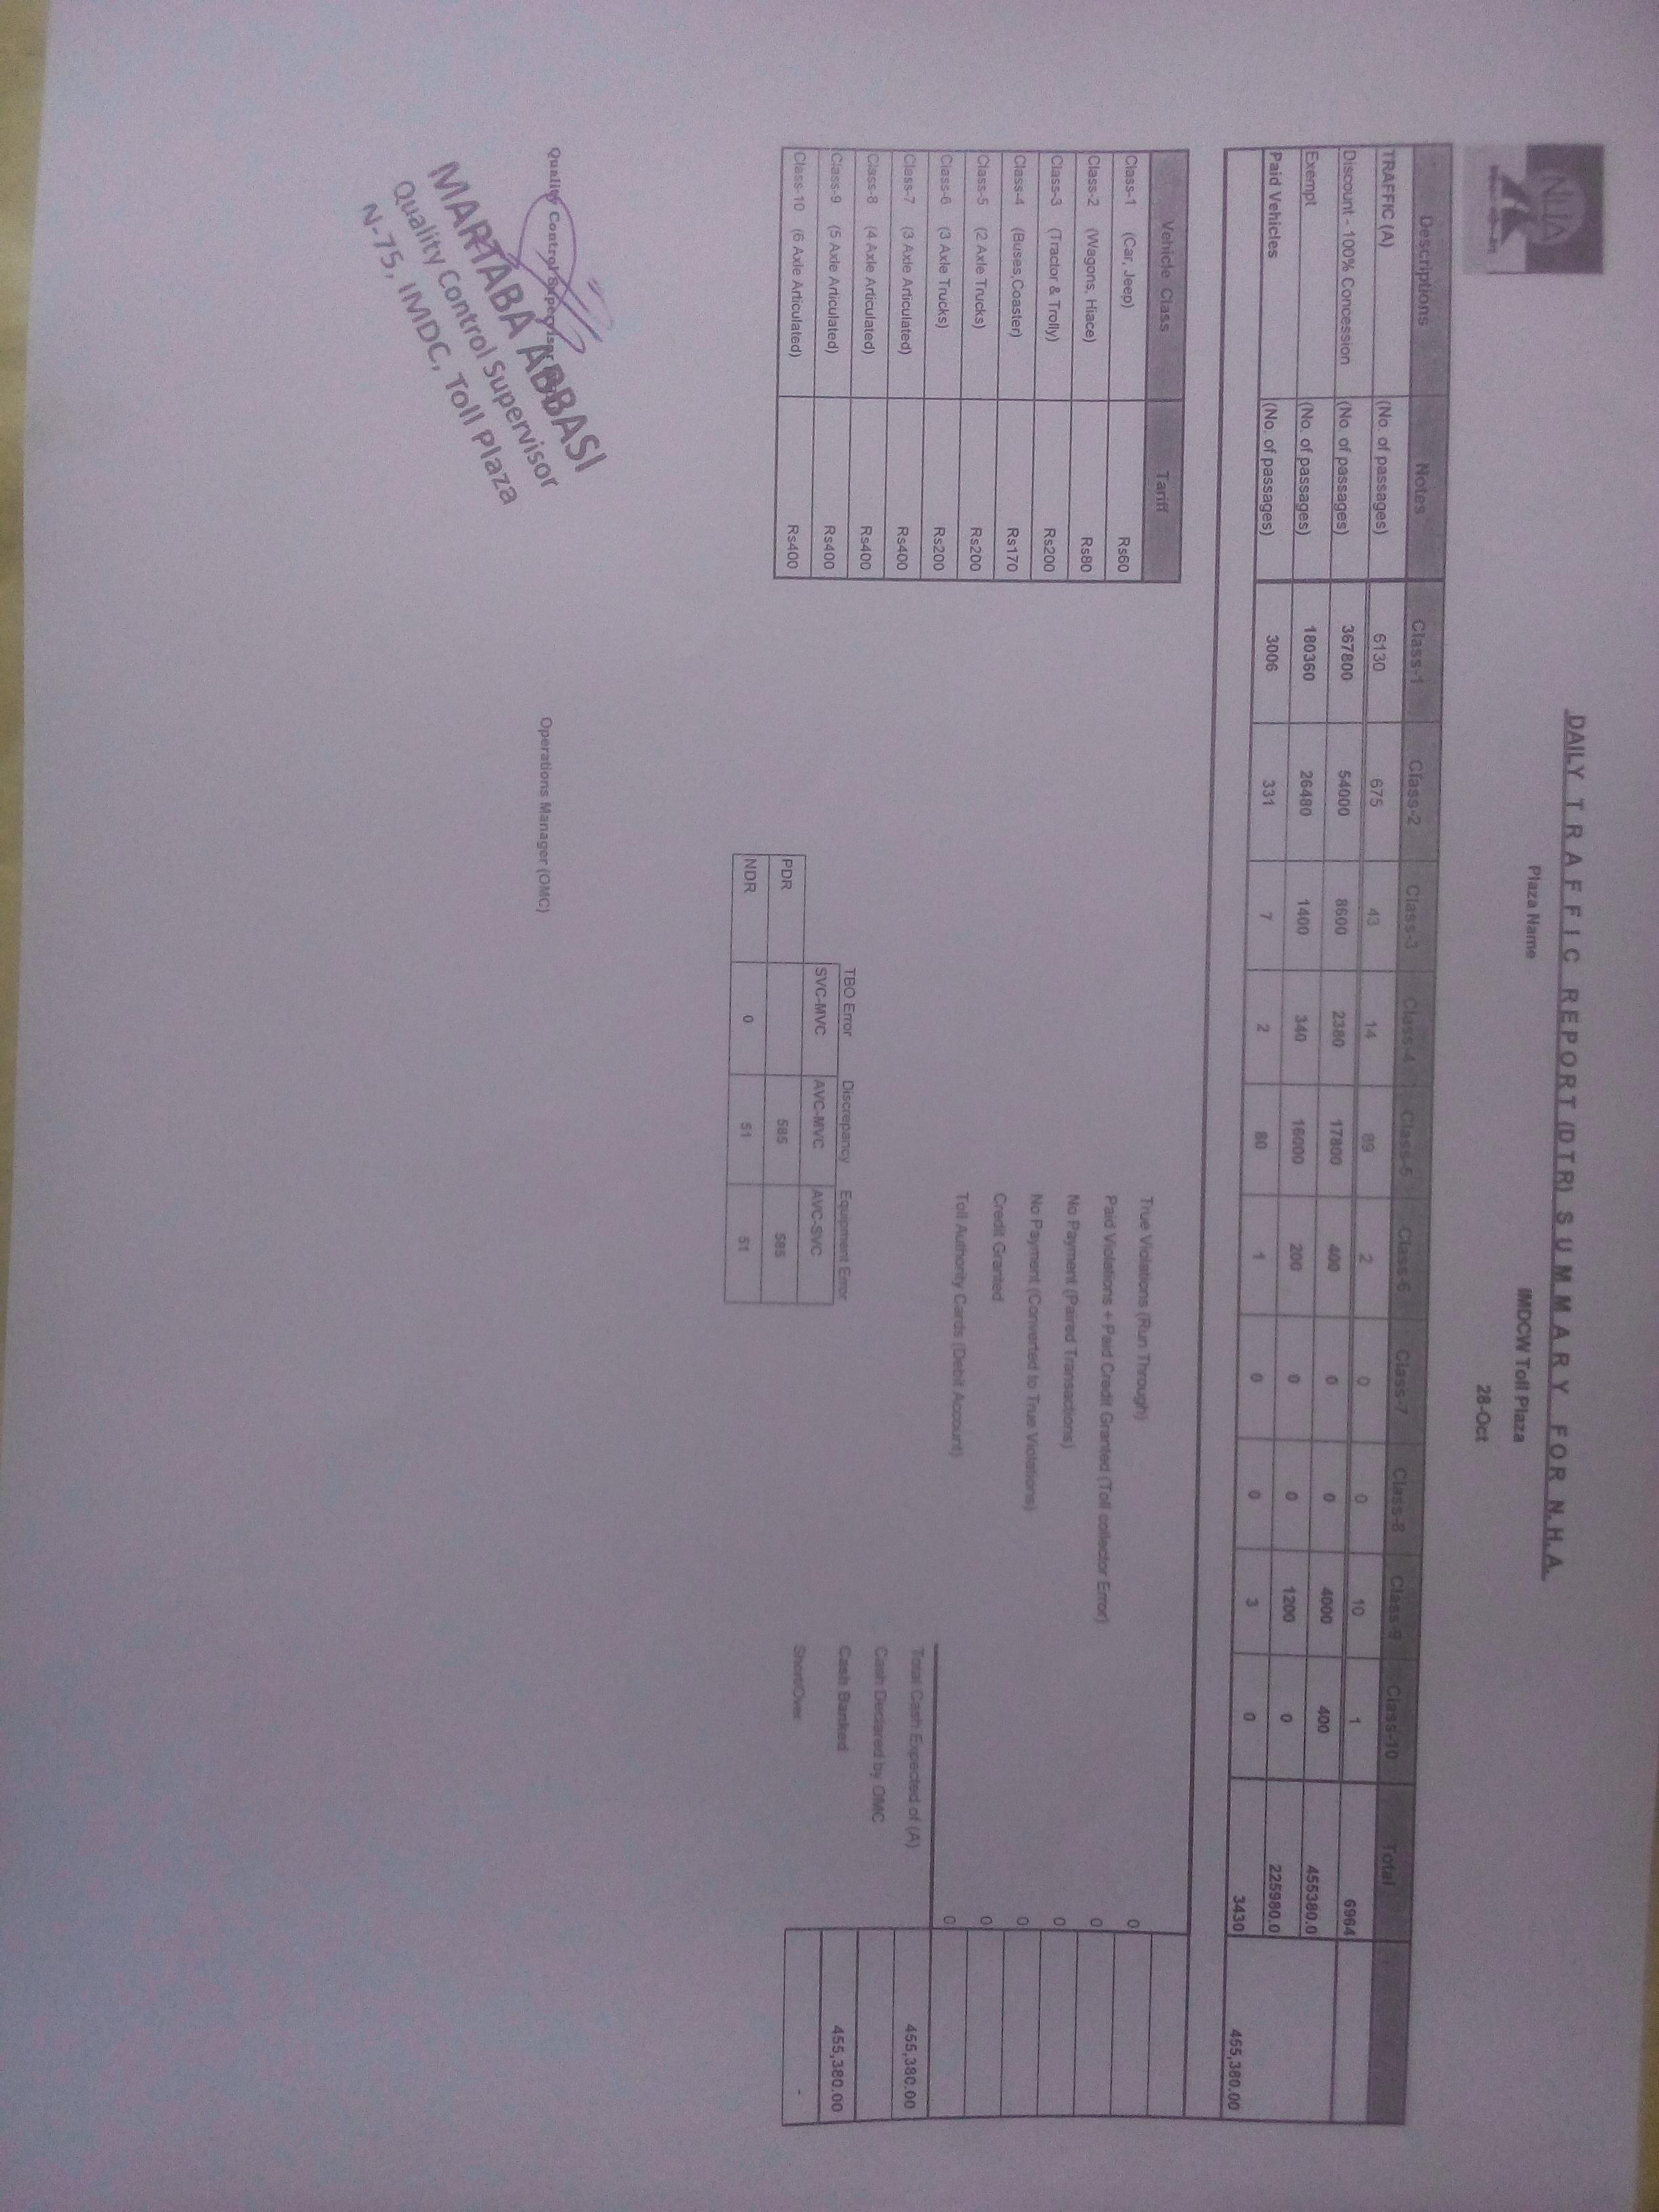 NHA
DAILY TRAFFIC REPORT (DTR) SUMMARY FOR N.H.A.
Plaza Name IMDCW Toll Plaza
28-Oct
Descriptions Notes Class-1 Class-2 Class-3 Class-4 Class-5 Class-6 Class-7 Class-8 Class-9 Class-10 Total
TRAFFIC (A) (No. of passages) 6130 675 43 14 89 2 0 0 10 1 6964
Discount - 100% Concession (No. of passages) 367800 54000 8600 2380 17800 400 0 0 4000 400 455380.0
Exempt (No. of passages) 180360 26480 1400 340 16000 200 0 0 1200 0 225980.0
Paid Vehicles (No. of passages) 3006 331 7 2 80 1 0 0 3 0 3430
455,380.00
Vehicle Class Tariff
Class-1 (Car, Jeep) Rs60
Class-2 (Wagons, Hiace) Rs80
Class-3 (Tractor & Trolly) Rs200
Class-4 (Buses,Coaster) Rs170
Class-5 (2 Axle Trucks) Rs200
Class-6 (3 Axle Trucks) Rs200
Class-7 (3 Axle Articulated) Rs400
Class-8 (4 Axle Articulated) Rs400
Class-9 (5 Axle Articulated) Rs400
Class-10 (6 Axle Articulated) Rs400
True Violations (Run Through) 0
Paid Violations + Paid Credit Granted (Toll collector Error) 0
No Payment (Paired Transactions) 0
No Payment (Converted to True Violations) 0
Credit Granted 0
Toll Authority Cards (Debit Account) 0
Total Cash Expected of (A) 455,380.00
Cash Declared by OMC
Cash Banked 455,380.00
Short/Over -
TBO Error Discrepancy Equipment Error
SVC-MVC AVC-MVC AVC-SVC
PDR 585 585
NDR 0 51 51
Quality Control Supervisor
Operations Manager (OMC)
MARTABA ABBASI
Quality Control Supervisor
N-75, IMDC, Toll Plaza